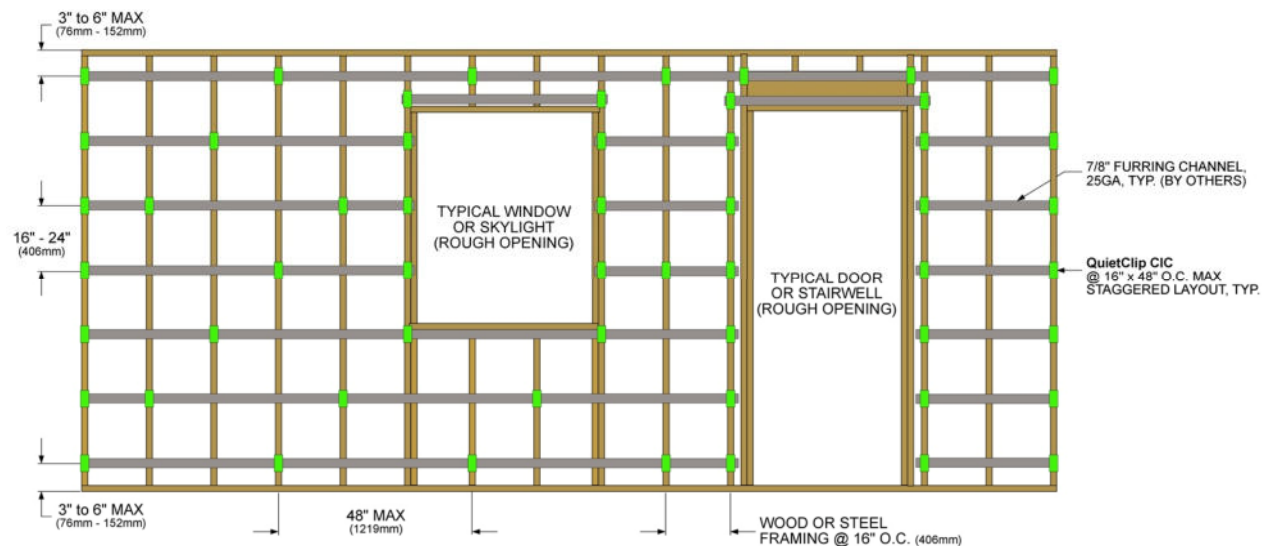 3" to 6" MAX
(76mm - 152mm)
7/8" FURRING CHANNEL,
25GA, TYP. (BY OTHERS)
TYPICAL WINDOW
OR SKYLIGHT
(ROUGH OPENING)
16" - 24"
(406mm)
QuietClip CIC
@ 16" x 48" O.C. MAX
STAGGERED LAYOUT, TYP.
TYPICAL DOOR
OR STAIRWELL
(ROUGH OPENING)
3" to 6" MAX
(76mm - 152mm)
48" MAX
(1219mm)
WOOD OR STEEL
FRAMING @ 16" O.C. (406mm)